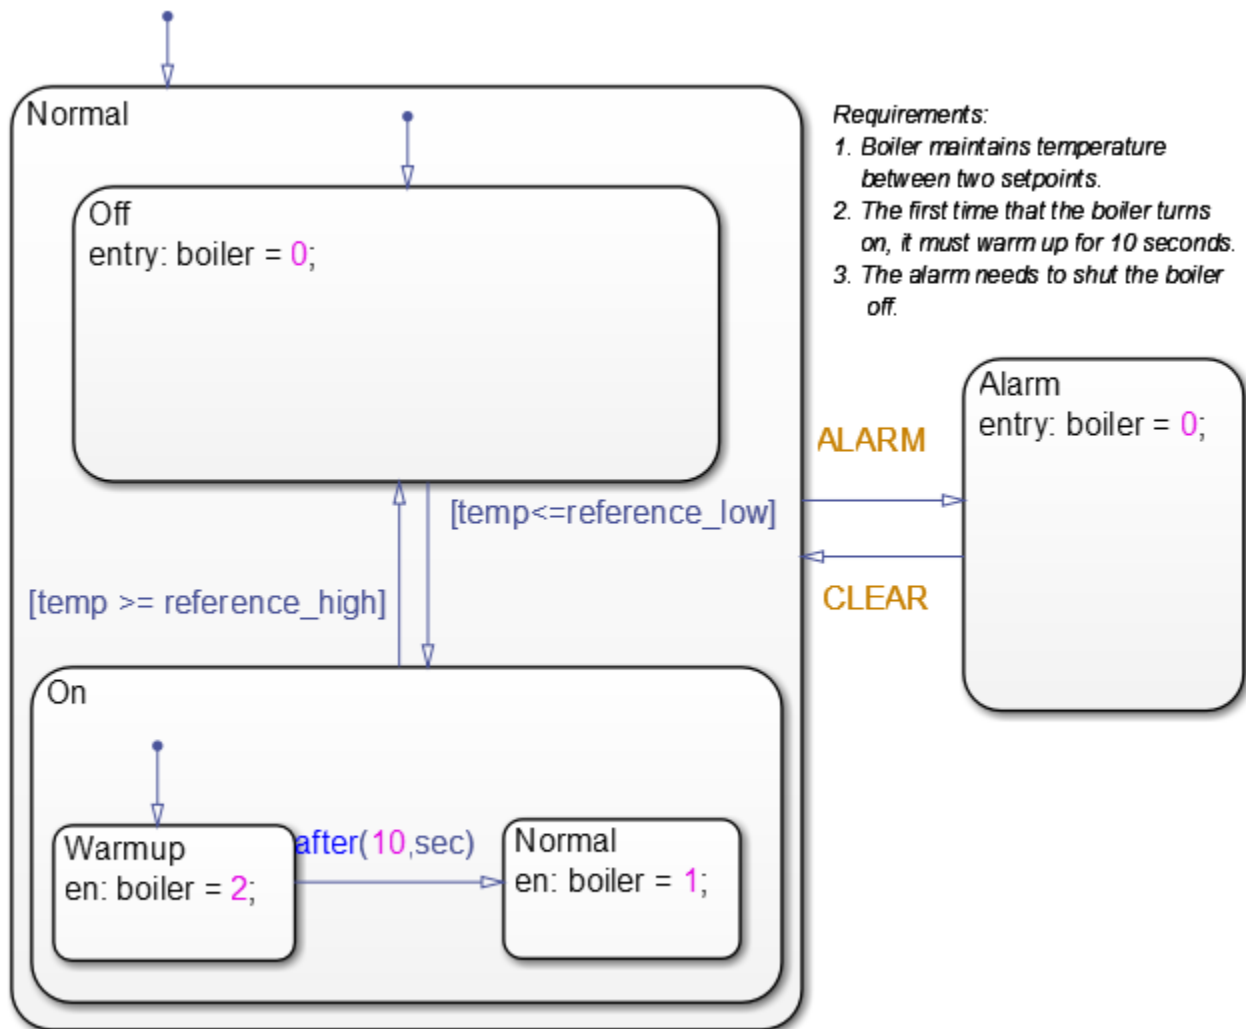 Normal
Off
entry: boiler = 0;
[temp<=reference_low]
[temp >= reference_high]
On
Warmup
en: boiler = 2;
after(10,sec)
Normal
en: boiler = 1;
Requirements:
1. Boiler maintains temperature
between two setpoints.
2. The first time that the boiler turns
on, it must warm up for 10 seconds.
3. The alarm needs to shut the boiler
off.
ALARM
CLEAR
Alarm
entry: boiler = 0;